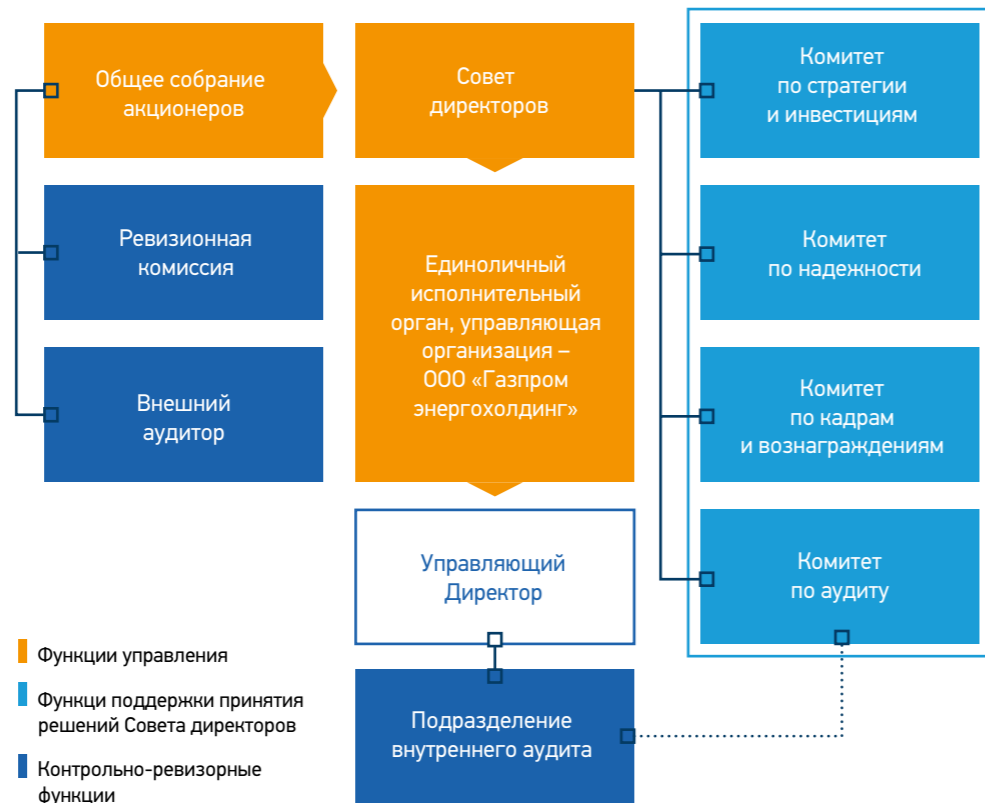 Общее собрание
акционеров
Совет
директоров
Комитет
по стратегии
и инвестициям
Ревизионная
комиссия
Единоличный
исполнительный
орган, управляющая
организация –
ООО «Газпром
энергохолдинг»
Комитет
по надежности
Внешний
аудитор
Комитет
по кадрам
и вознаграждениям
Управляющий
Директор
Комитет
по аудиту
Подразделение
внутреннего аудита
Функции управления
Функци поддержки принятия
решений Совета директоров
Контрольно-ревизорные
функции